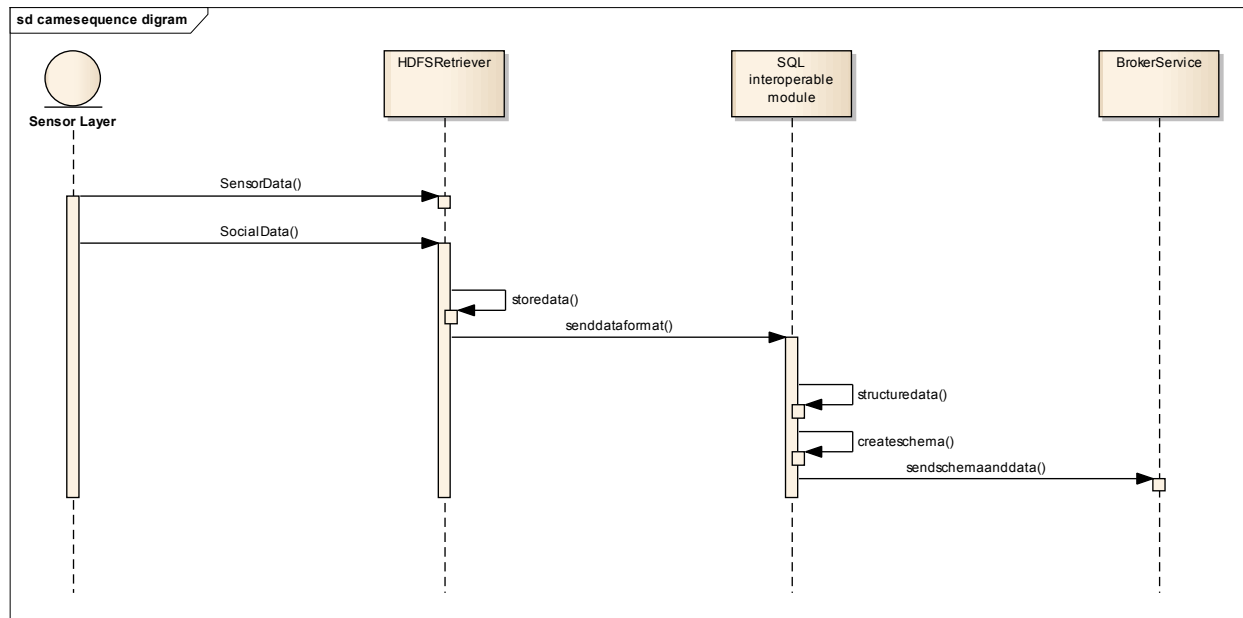 sd camesequence digram
Sensor Layer
HDFSRetriever
SQL
interoperable
module
BrokerService
SensorData()
SocialData()
storedata()
senddataformat()
structuredata()
createschema()
sendschemaanddata()